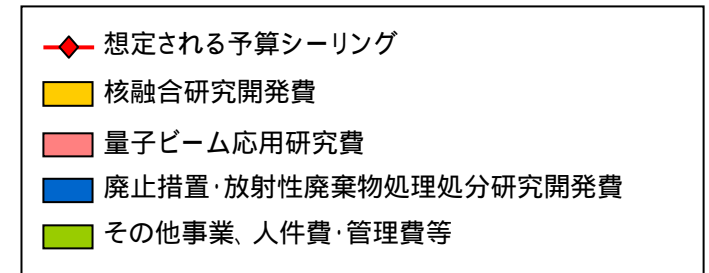 想定される予算シーリング
核融合研究開発費
量子ビーム応用研究費
廃止措置･放射性廃棄物処理処分研究開発費
その他事業、人件費･管理費等